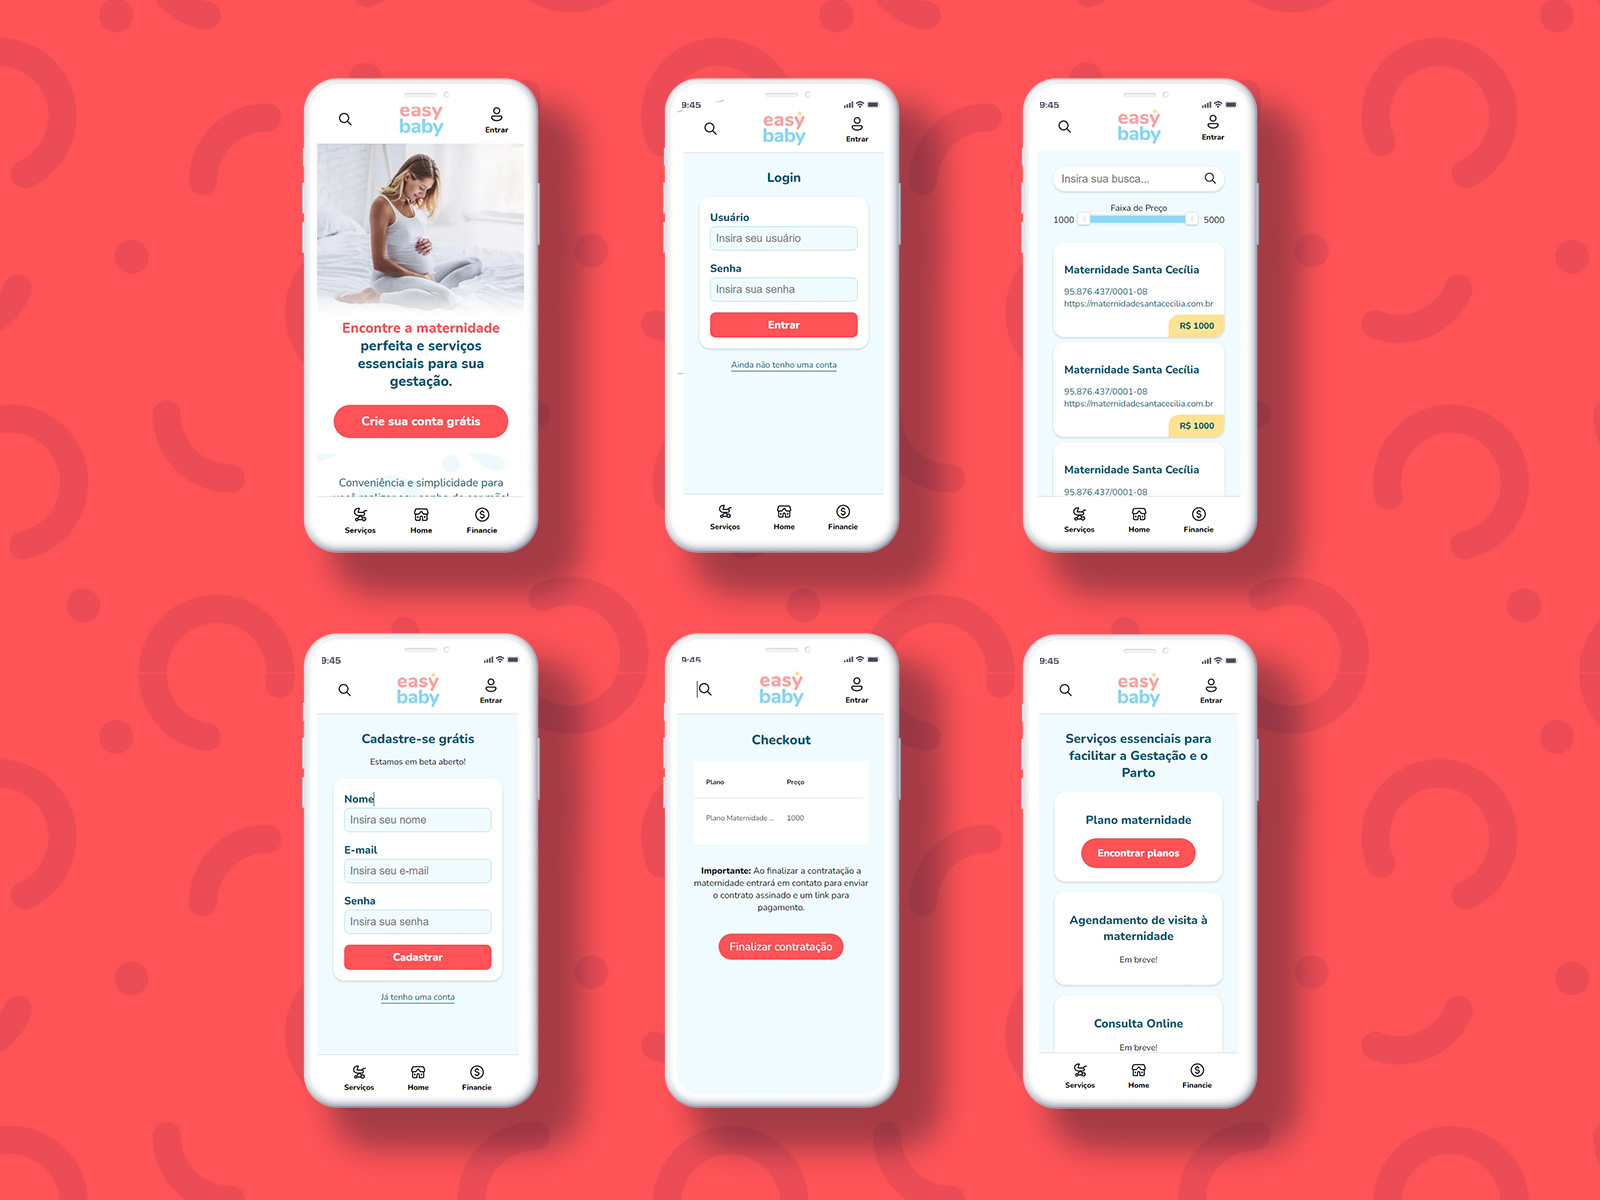 easy
baby
Entrar
Encontre a maternidade
perfeita e serviços
essenciais para sua
gestação.
Crie sua conta grátis
Conveniência e simplicidade para
Serviços
Home
Financie
9:45
easy
baby
Entrar
Login
Usuário
Insira seu usuário
Senha
Insira sua senha
Entrar
Ainda não tenho uma conta
Serviços
Home
Financie
9:45
easy
baby
Entrar
Insira sua busca...
Faixa de Preço
1000
5000
Maternidade Santa Cecília
95.876.437/0001-08
https://maternidadesantacecilia.com.br
R$ 1000
Maternidade Santa Cecília
95.876.437/0001-08
https://maternidadesantacecilia.com.br
R$ 1000
Maternidade Santa Cecília
95.876.437/0001-08
Serviços
Home
Financie
9:45
easy
baby
Entrar
Cadastre-se grátis
Estamos em beta aberto!
Nome
Insira seu nome
E-mail
Insira seu e-mail
Senha
Insira sua senha
Cadastrar
Já tenho uma conta
Serviços
Home
Financie
9:45
easy
baby
Entrar
Checkout
Plano Preço
Plano Maternidade ... 1000
Importante: Ao finalizar a contratação a
maternidade entrará em contato para enviar
o contrato assinado e um link para
pagamento.
Finalizar contratação
9:45
easy
baby
Entrar
Serviços essenciais para
facilitar a Gestação e o
Parto
Plano maternidade
Encontrar planos
Agendamento de visita à
maternidade
Em breve!
Consulta Online
Em breve!
Serviços
Home
Financie